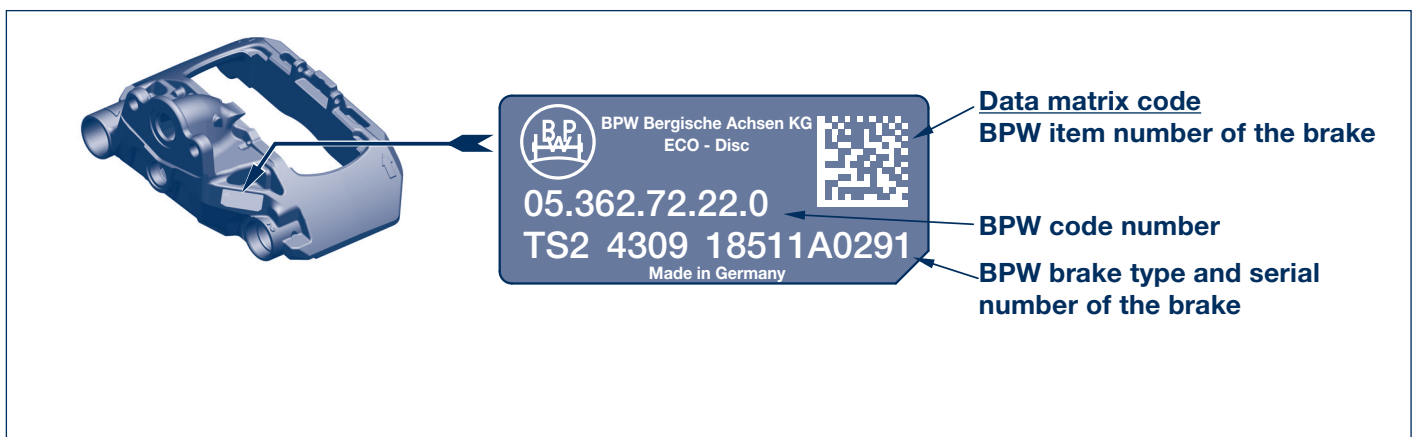 BPW
BPW Bergische Achsen KG
ECO - Disc
05.362.72.22.0
TS2 4309 18511A0291
Made in Germany
Data matrix code
BPW item number of the brake
BPW code number
BPW brake type and serial
number of the brake